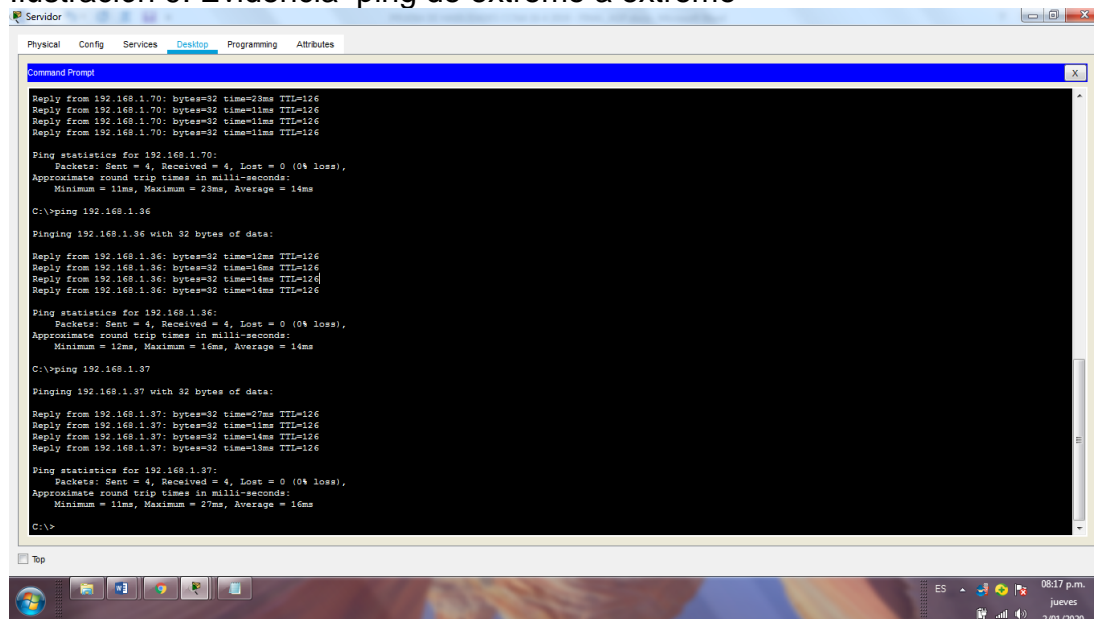 Ilustración 6. Evidencia ping de extremo a extremo
Servidor
Physical Config Services Desktop Programming Attributes
Command Prompt
X
Reply from 192.168.1.70: bytes=32 time=23ms TTL=126
Reply from 192.168.1.70: bytes=32 time=11ms TTL=126
Reply from 192.168.1.70: bytes=32 time=11ms TTL=126
Reply from 192.168.1.70: bytes=32 time=11ms TTL=126
Ping statistics for 192.168.1.70:
Packets: Sent = 4, Received = 4, Lost = 0 (0% loss),
Approximate round trip times in milli-seconds:
Minimum = 11ms, Maximum = 23ms, Average = 14ms
C:\>ping 192.168.1.36
Pinging 192.168.1.36 with 32 bytes of data:
Reply from 192.168.1.36: bytes=32 time=12ms TTL=126
Reply from 192.168.1.36: bytes=32 time=16ms TTL=126
Reply from 192.168.1.36: bytes=32 time=14ms TTL=126
Reply from 192.168.1.36: bytes=32 time=14ms TTL=126
Ping statistics for 192.168.1.36:
Packets: Sent = 4, Received = 4, Lost = 0 (0% loss),
Approximate round trip times in milli-seconds:
Minimum = 12ms, Maximum = 16ms, Average = 14ms
C:\>ping 192.168.1.37
Pinging 192.168.1.37 with 32 bytes of data:
Reply from 192.168.1.37: bytes=32 time=27ms TTL=126
Reply from 192.168.1.37: bytes=32 time=11ms TTL=126
Reply from 192.168.1.37: bytes=32 time=14ms TTL=126
Reply from 192.168.1.37: bytes=32 time=13ms TTL=126
Ping statistics for 192.168.1.37:
Packets: Sent = 4, Received = 4, Lost = 0 (0% loss),
Approximate round trip times in milli-seconds:
Minimum = 11ms, Maximum = 27ms, Average = 16ms
C:\>
Top
ES
08:17 p.m.
jueves
2/01/2020